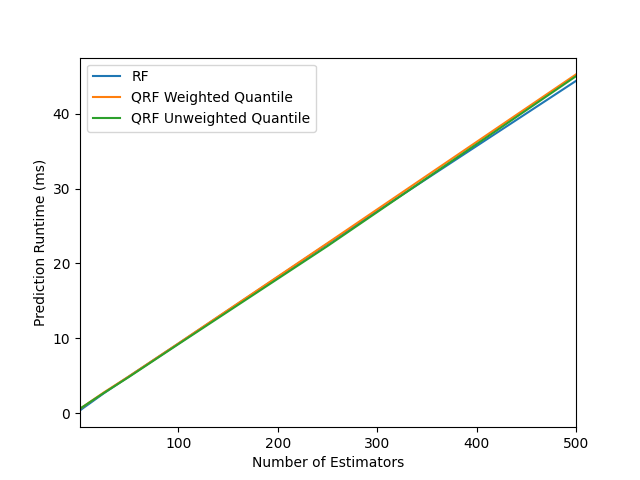 RF
QRF Weighted Quantile
QRF Unweighted Quantile
40
30
20
10
0
Prediction Runtime (ms)
100 200 300 400 500
Number of Estimators